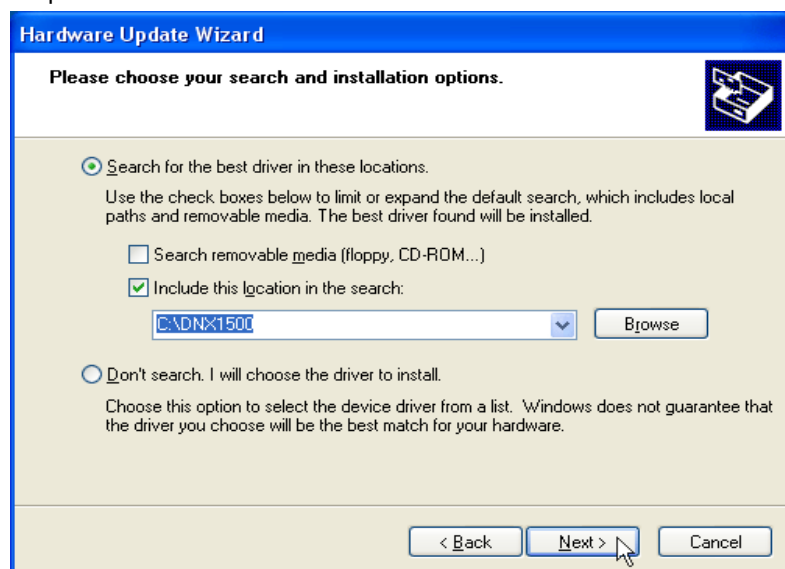 Hardware Update Wizard
Please choose your search and installation options.
Search for the best driver in these locations.
Use the check boxes below to limit or expand the default search, which includes local
paths and removable media. The best driver found will be installed.
Search removable media (floppy, CD-ROM...)
Include this location in the search:
C:\DNX1500
Browse
Don't search. I will choose the driver to install.
Choose this option to select the device driver from a list. Windows does not guarantee that
the driver you choose will be the best match for your hardware.
< Back Next > Cancel